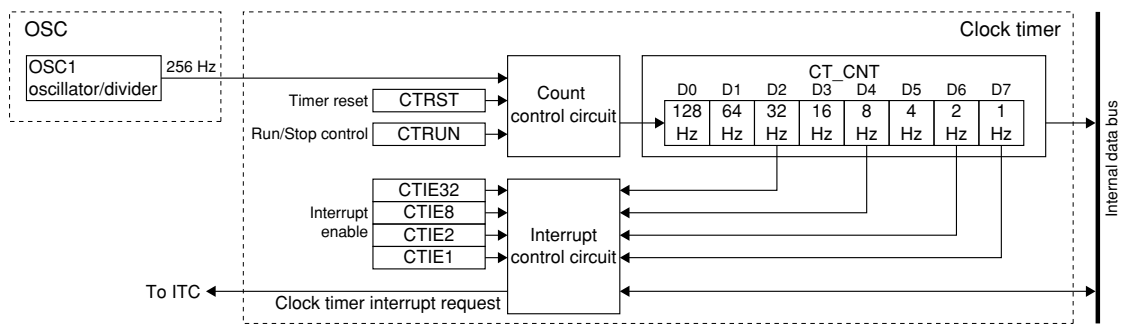 OSC
Clock timer
OSC1
oscillator/divider
256 Hz
Timer reset
CTRST
Run/Stop control
CTRUN
Count
control circuit
CT_CNT
D0 D1 D2 D3 D4 D5 D6 D7
128 64 32 16 8 4 2 1
Hz Hz Hz Hz Hz Hz Hz Hz
Internal data bus
Interrupt
enable
CTIE32
CTIE8
CTIE2
CTIE1
Interrupt
control circuit
To ITC
Clock timer interrupt request